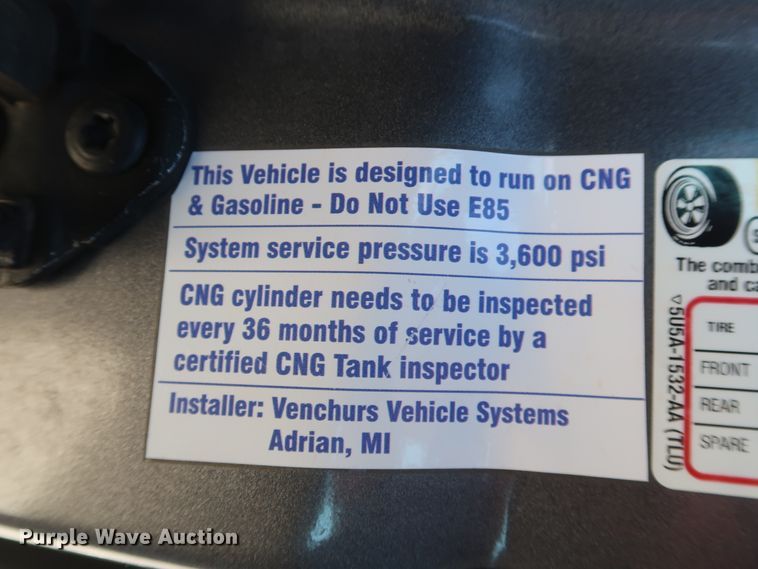 This Vehicle is designed to run on CNG
& Gasoline - Do Not Use E85
System service pressure is 3,600 psi
CNG cylinder needs to be inspected
every 36 months of service by a
certified CNG Tank inspector
Installer: Venchurs Vehicle Systems
Adrian, MI
The comb
and ca
TIRE
FRONT
REAR
SPARE
5U5A-1532-AA (TLU)
Purple Wave Auction